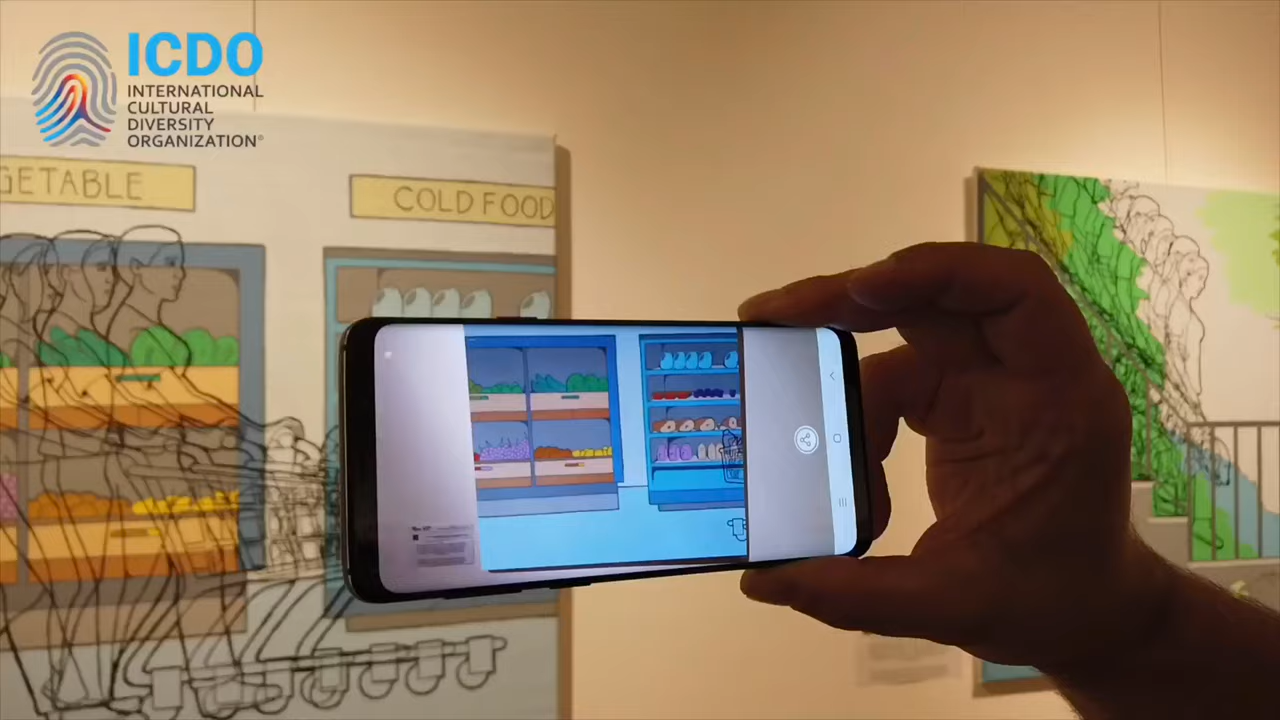 ICDO
INTERNATIONAL
CULTURAL
DIVERSITY
ORGANIZATION®
GETABLE
COLD FOOD